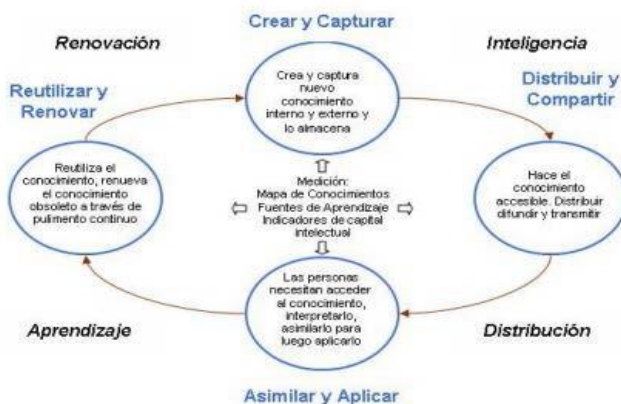 Crear y Capturar
Renovación
Inteligencia
Reutilizar y
Renovar
Crea y captura
nuevo
conocimiento
interno y externo y
lo almacena
Distribuir y
Compartir
Reutiliza el
conocimiento, renueva
el conocimiento
obsoleto a través de
pulimento continuo
Medición:
Mapa de Conocimientos
Fuentes de Aprendizaje
Indicadores de capital
intelectual
Hace el
conocimiento
accesible. Distribuir
difundir y transmitir
Las personas
necesitan acceder
al conocimiento,
interpretarlo,
asimilarlo para
luego aplicarlo
Aprendizaje
Distribución
Asimilar y Aplicar